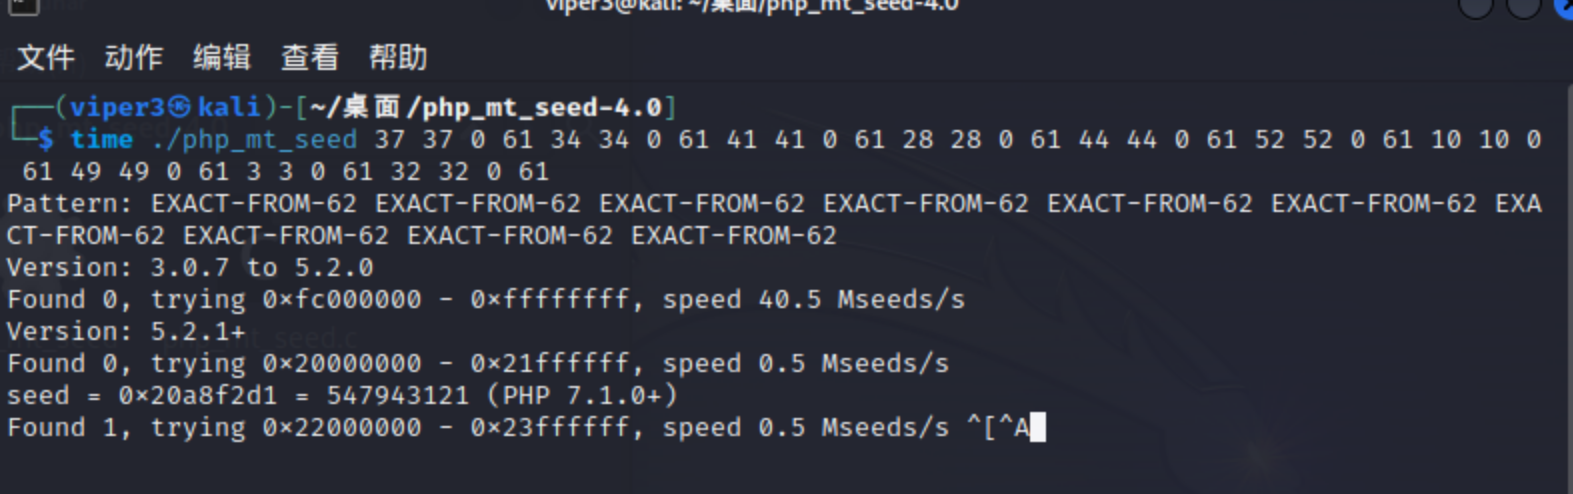 viper3@kali: ~/桌面/php_mt_seed-4.0
文件 动作 编辑 查看 帮助
┌──(viper3㉿kali)-[~/桌面/php_mt_seed-4.0]
└─$ time ./php_mt_seed 37 37 0 61 34 34 0 61 41 41 0 61 28 28 0 61 44 44 0 61 52 52 0 61 10 10 0
61 49 49 0 61 3 3 0 61 32 32 0 61
Pattern: EXACT-FROM-62 EXACT-FROM-62 EXACT-FROM-62 EXACT-FROM-62 EXACT-FROM-62 EXACT-FROM-62 EXA
CT-FROM-62 EXACT-FROM-62 EXACT-FROM-62 EXACT-FROM-62
Version: 3.0.7 to 5.2.0
Found 0, trying 0xfc000000 - 0xffffffff, speed 40.5 Mseeds/s
Version: 5.2.1+
Found 0, trying 0x20000000 - 0x21ffffff, speed 0.5 Mseeds/s
seed = 0x20a8f2d1 = 547943121 (PHP 7.1.0+)
Found 1, trying 0x22000000 - 0x23ffffff, speed 0.5 Mseeds/s ^[^A